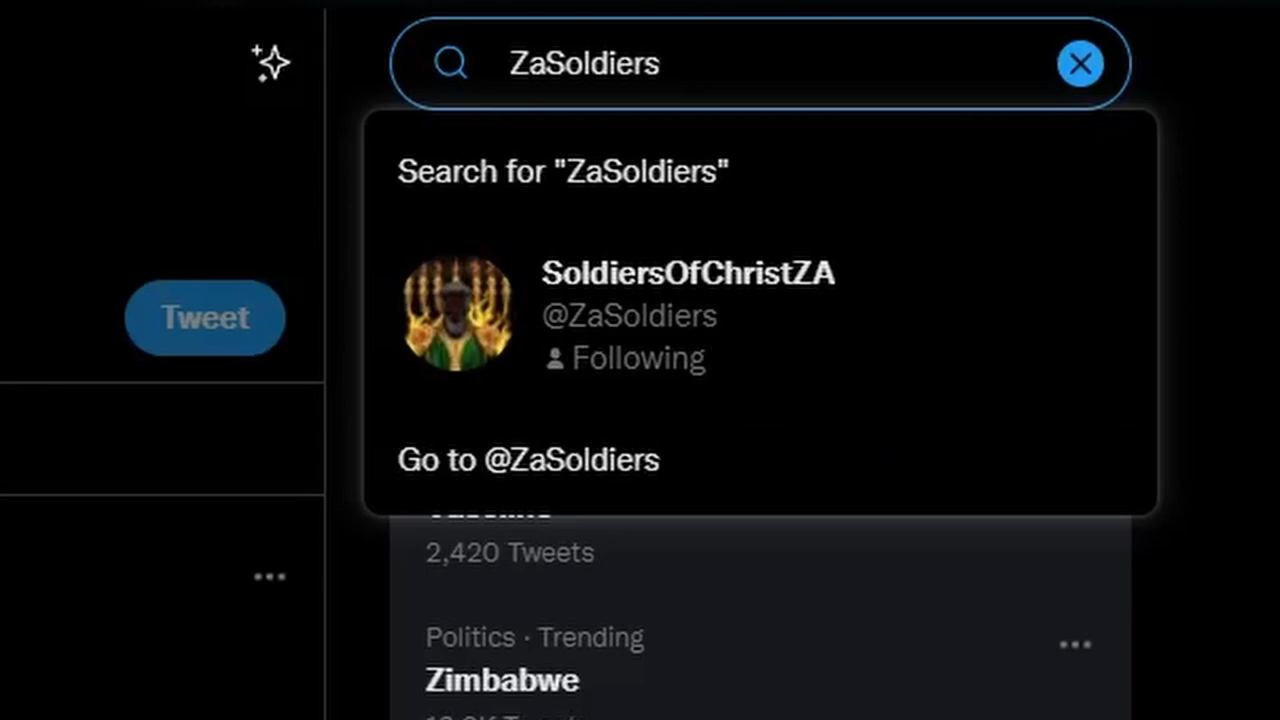 ZaSoldiers
Search for "ZaSoldiers"
SoldiersOfChristZA
@ZaSoldiers
Following
Tweet
Go to @ZaSoldiers
2,420 Tweets
Politics · Trending
Zimbabwe